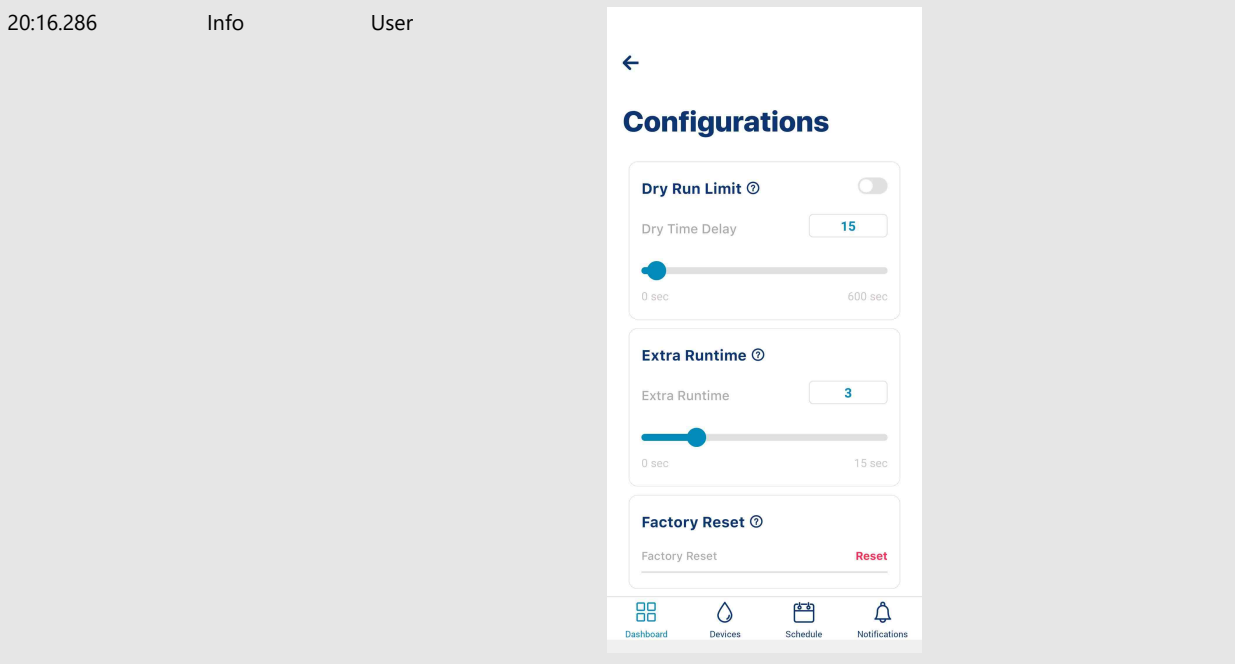 20:16.286 Info User
Configurations
Dry Run Limit
Dry Time Delay 15
0 sec 600 sec
Extra Runtime
Extra Runtime 3
0 sec 15 sec
Factory Reset
Factory Reset Reset
Dashboard Devices Schedule Notifications